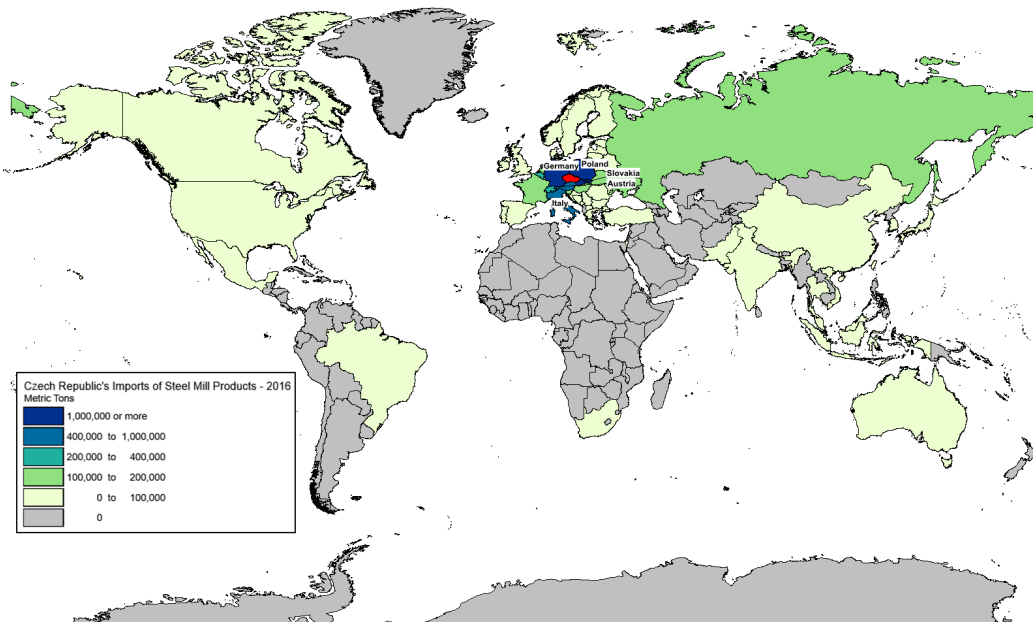 Germany
Poland
Slovakia
Austria
Italy
Czech Republic's Imports of Steel Mill Products - 2016
Metric Tons
1,000,000 or more
400,000 to 1,000,000
200,000 to 400,000
100,000 to 200,000
0 to 100,000
0